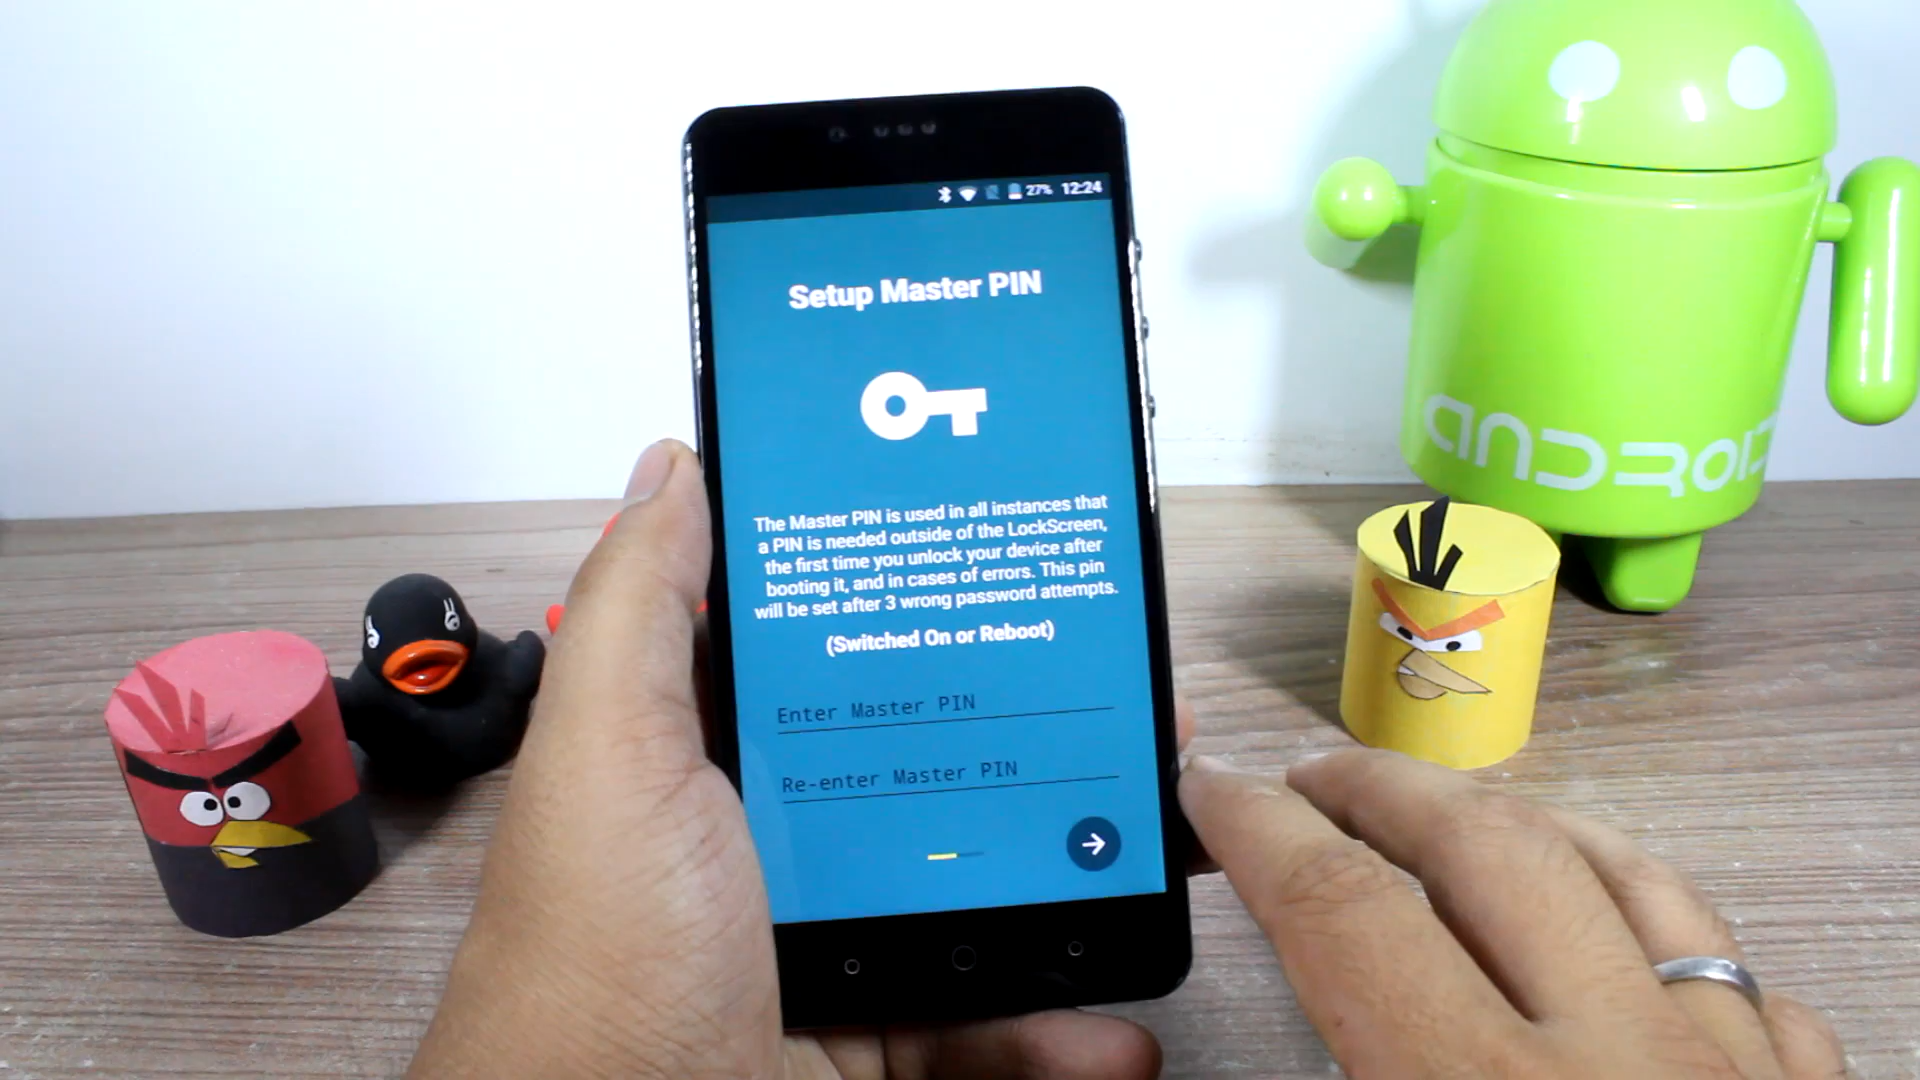 27% 12:24
Setup Master PIN
The Master PIN is used in all instances that
a PIN is needed outside of the LockScreen,
the first time you unlock your device after
booting it, and in cases of errors. This pin
will be set after 3 wrong password attempts.
(Switched On or Reboot)
Enter Master PIN
Re-enter Master PIN
ANDROID